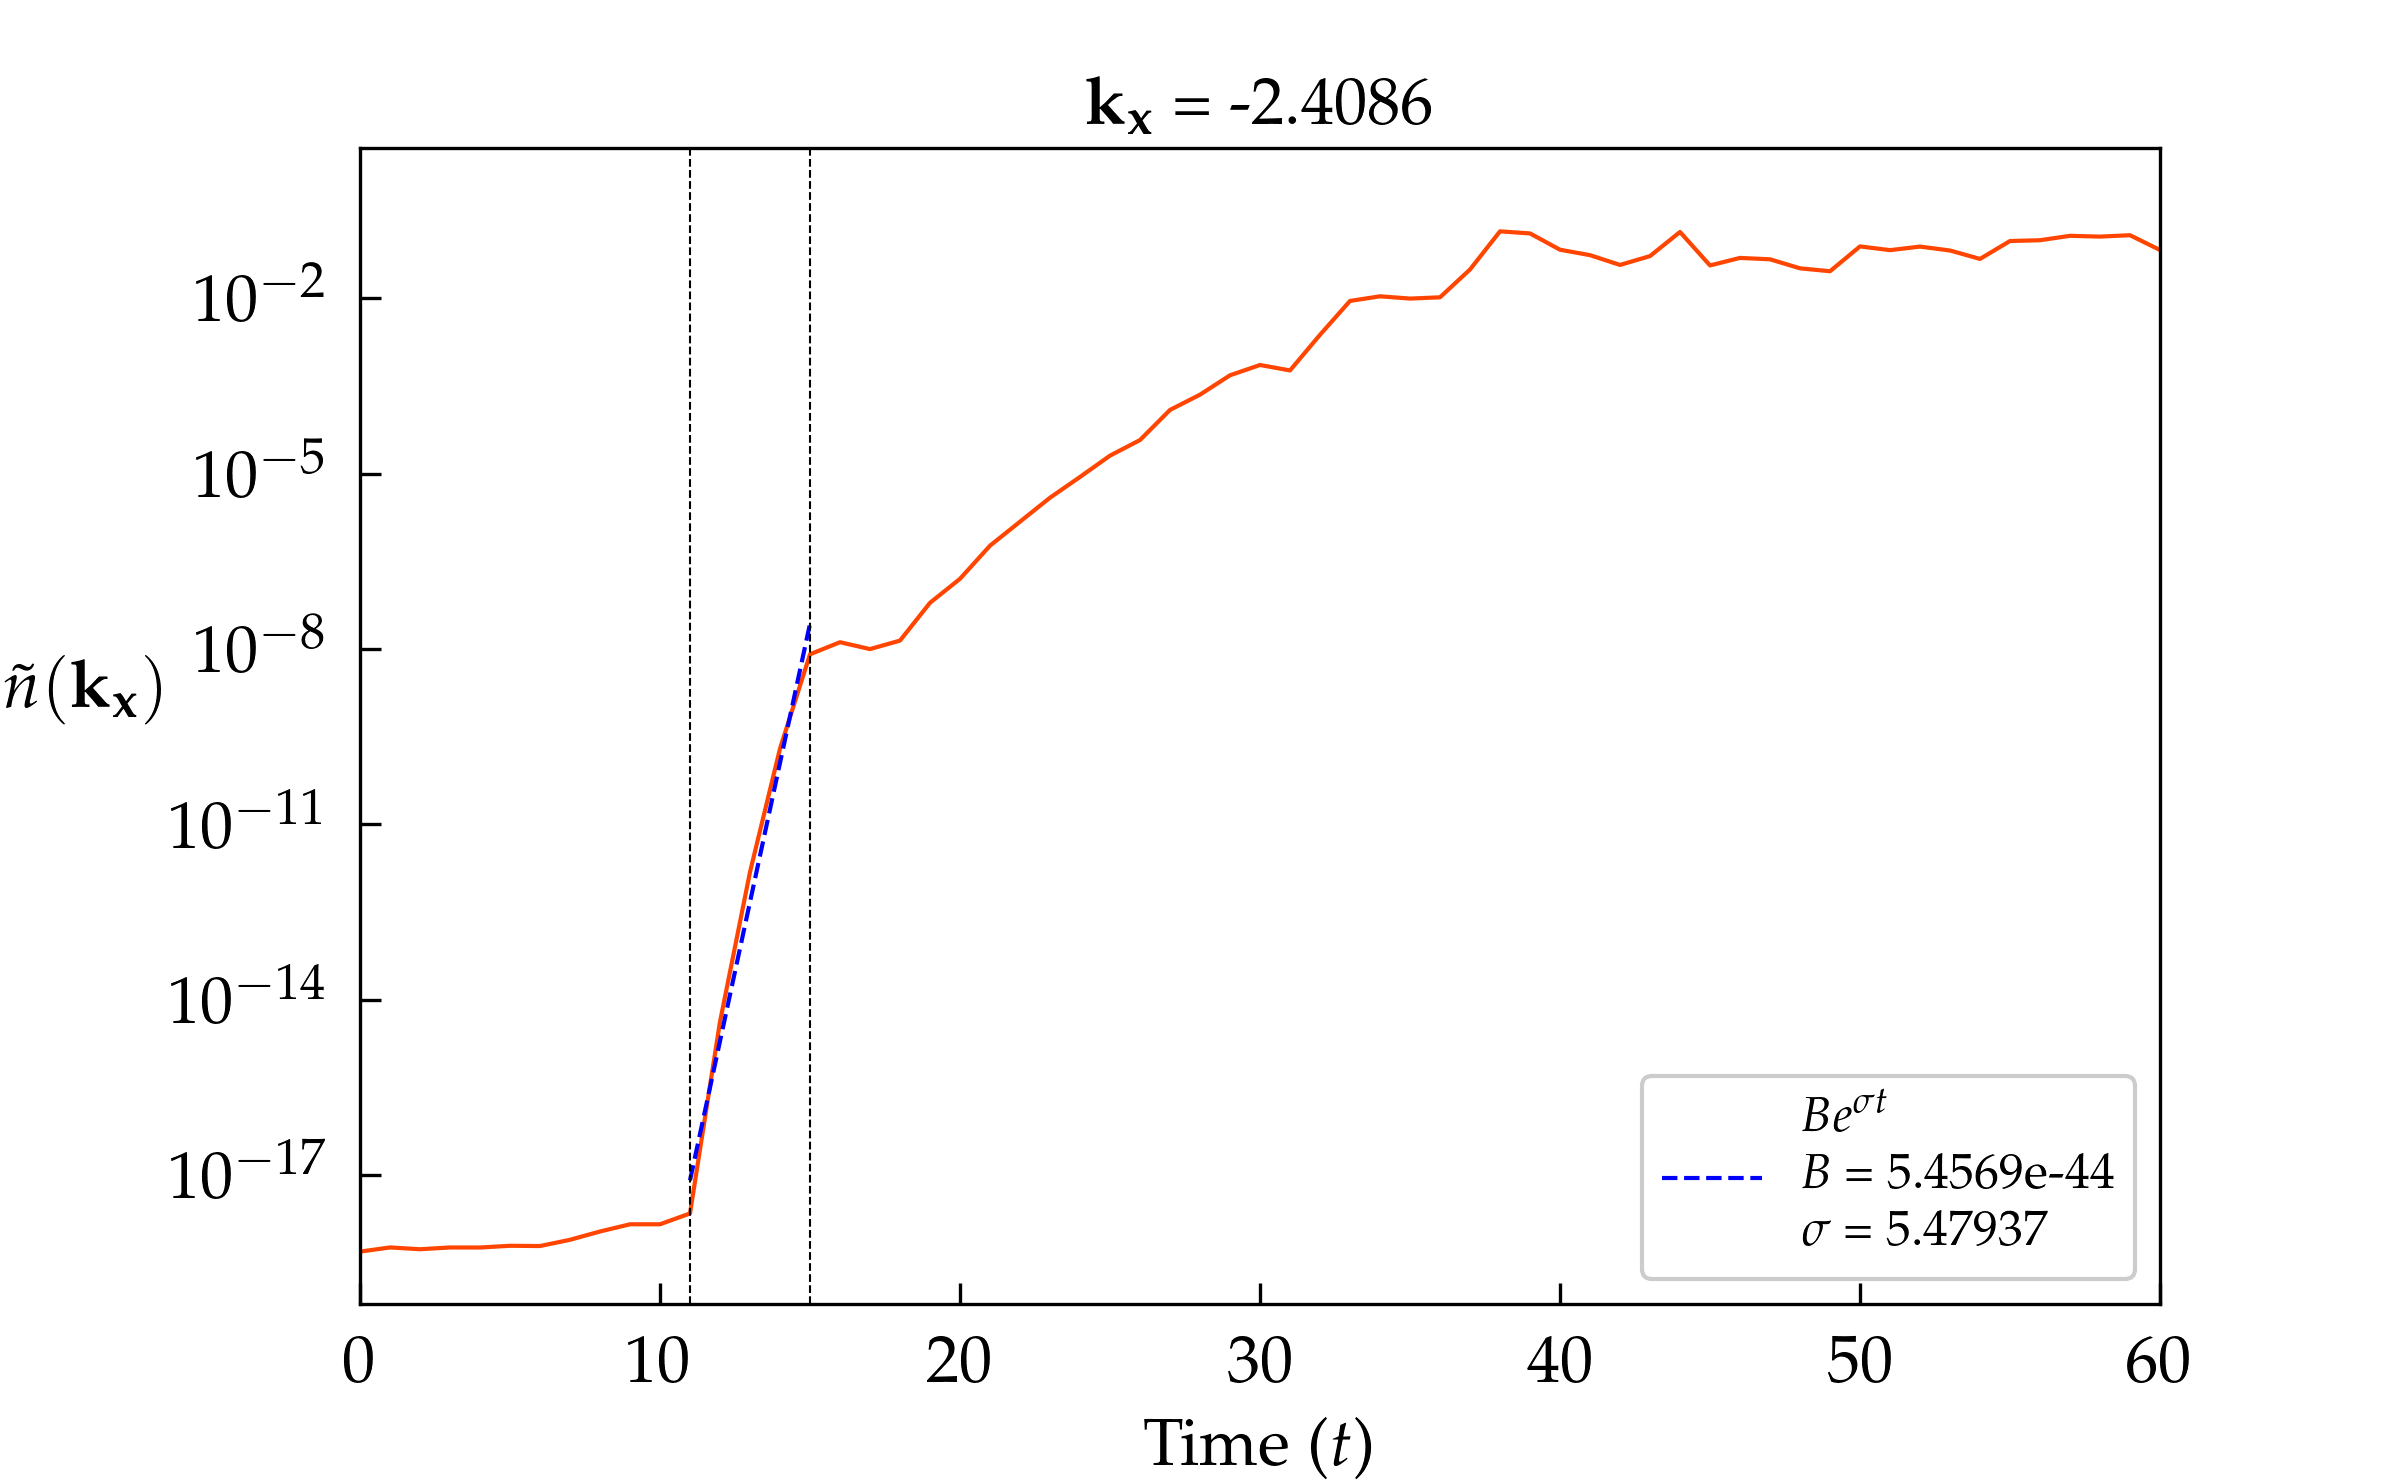 𝐤ₓ = -2.4086
10⁻²
10⁻⁵
10⁻⁸
10⁻¹¹
10⁻¹⁴
10⁻¹⁷
ñ(𝐤ₓ)
Beᵟᵗ
B = 5.4569e-44
σ = 5.47937
0 10 20 30 40 50 60
Time (t)